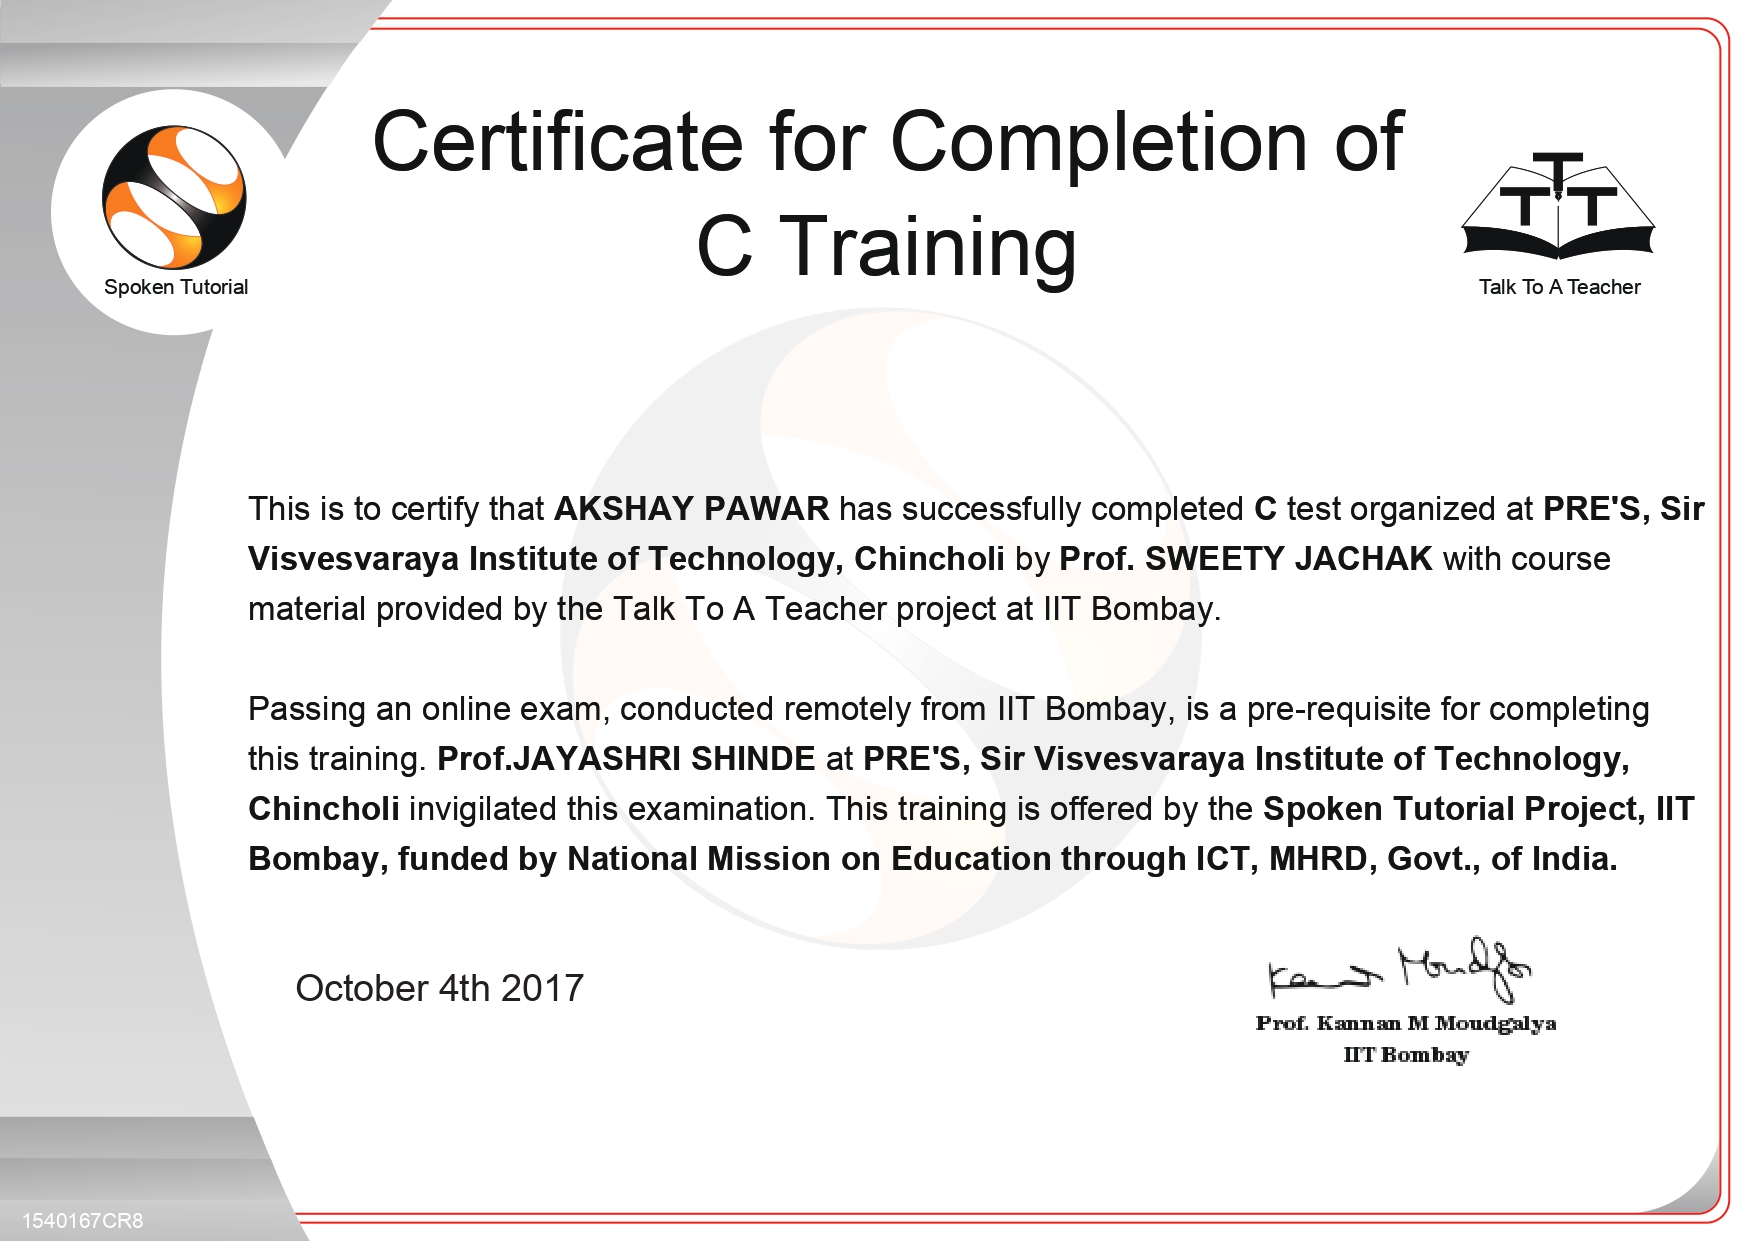 Certificate for Completion of
C Training
Spoken Tutorial
TTT
Talk To A Teacher
This is to certify that AKSHAY PAWAR has successfully completed C test organized at PRE'S, Sir
Visvesvaraya Institute of Technology, Chincholi by Prof. SWEETY JACHAK with course
material provided by the Talk To A Teacher project at IIT Bombay.
Passing an online exam, conducted remotely from IIT Bombay, is a pre-requisite for completing
this training. Prof.JAYASHRI SHINDE at PRE'S, Sir Visvesvaraya Institute of Technology,
Chincholi invigilated this examination. This training is offered by the Spoken Tutorial Project, IIT
Bombay, funded by National Mission on Education through ICT, MHRD, Govt., of India.
October 4th 2017
Kannan Moudgalya
Prof. Kannan M Moudgalya
IIT Bombay
1540167CR8